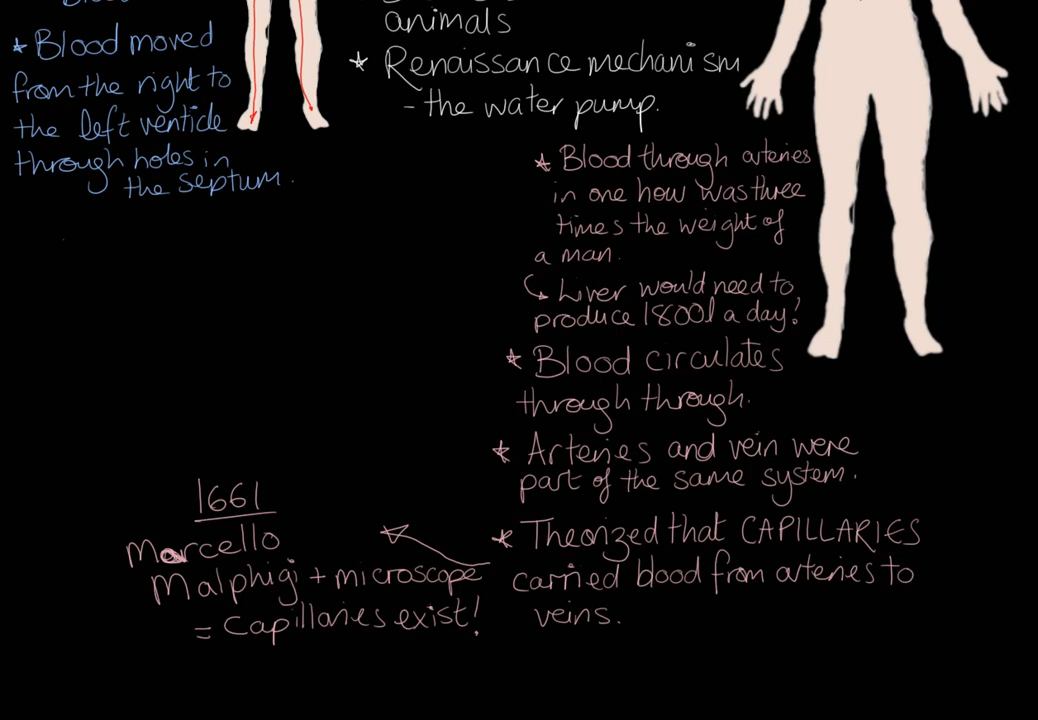 * Blood moved
from the right to
the left venticle
through holes in
the septum.
animals
* Renaissance mechanism
- the water pump.
* Blood through arteries
in one how was three
times the weight of
a man.
↳ Liver would need to
produce 1800l a day!
* Blood circulates
through through.
* Arteries and vein were
part of the same system.
* Theorized that CAPILLARIES
carried blood from arteries to
veins.
1661
Marcello
Malphigi + microscope
= Capillaries exist!